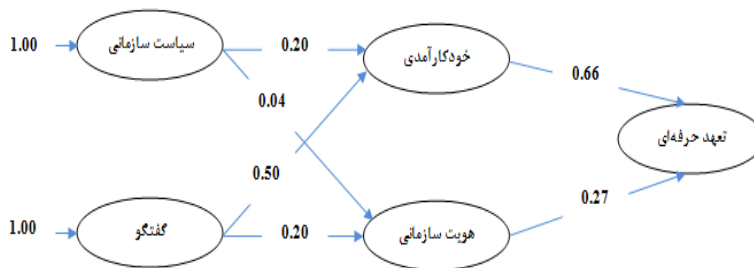 1.00
سیاست سازمانی
0.20
خودکارآمدی
0.66
0.04
تعهد حرفه‌ای
0.50
1.00
گفتگو
0.20
هویت سازمانی
0.27